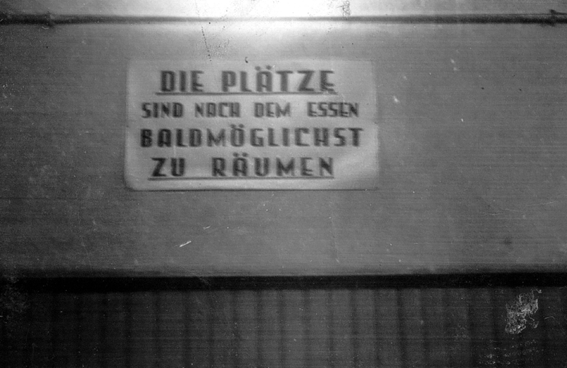 DIE PLÄTZE
SIND NACH DEM ESSEN
BALDMÖGLICHST
ZU RÄUMEN